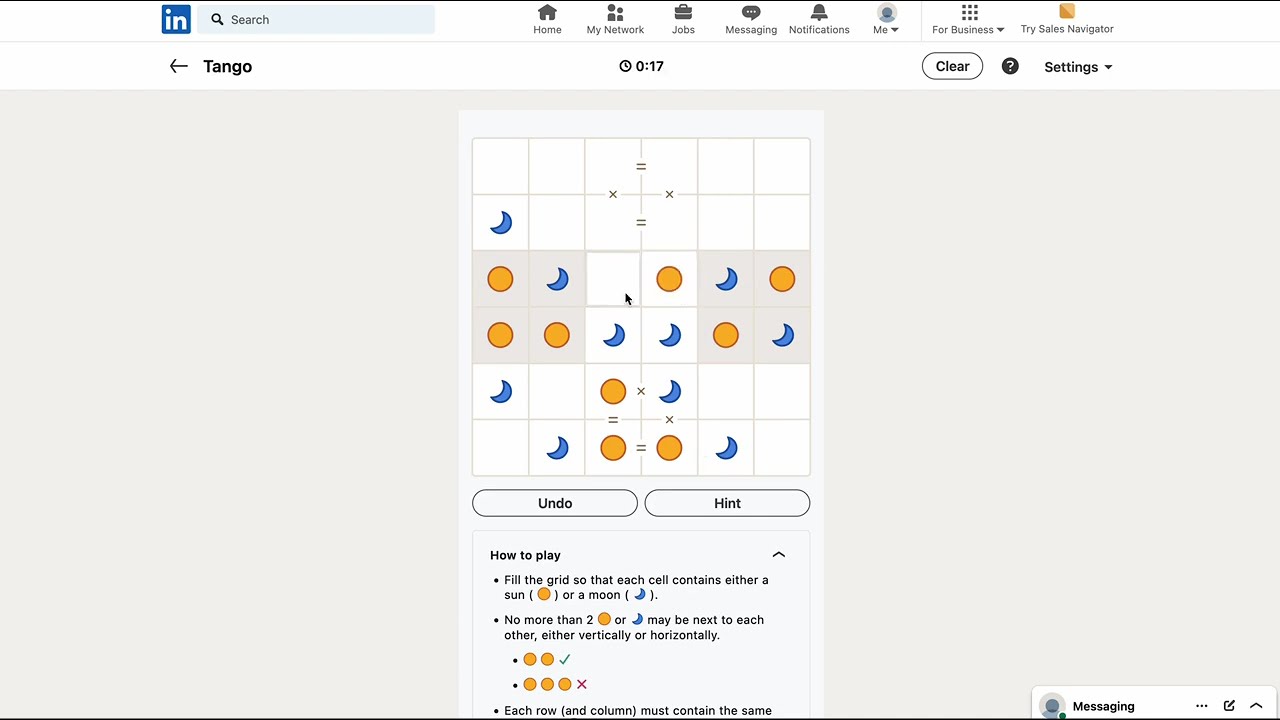 in Search
Home
My Network
Jobs
Messaging
Notifications
Me
For Business
Try Sales Navigator
Tango
0:17
Clear
?
Settings
=
× ×
=
×
= ×
=
Undo
Hint
How to play
• Fill the grid so that each cell contains either a
sun ( ) or a moon ( ).
• No more than 2 or may be next to each
other, either vertically or horizontally.
• Each row (and column) must contain the same
Messaging